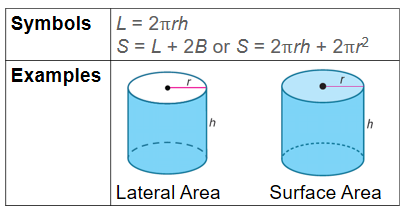 Symbols
L = 2πrh
S = L + 2B or S = 2πrh + 2πr²
Examples
r
h
r
h
Lateral Area
Surface Area